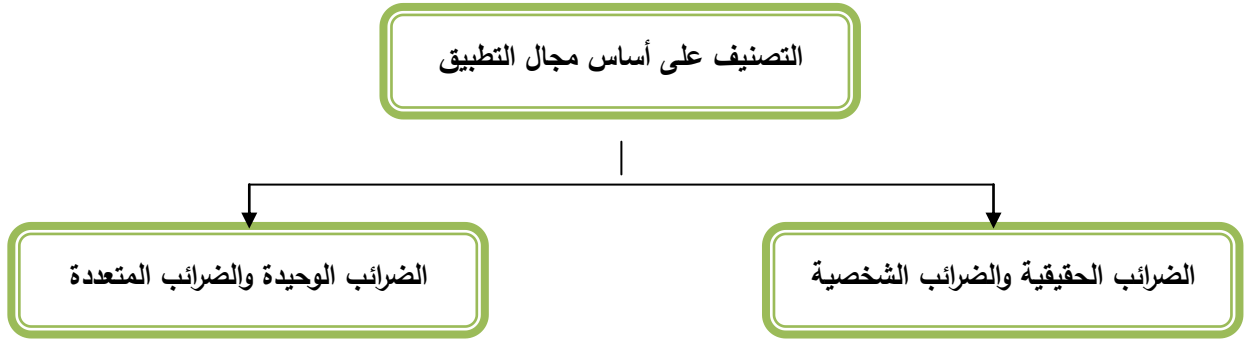 التصنيف على أساس مجال التطبيق
الضرائب الحقيقية والضرائب الشخصية
الضرائب الوحيدة والضرائب المتعددة